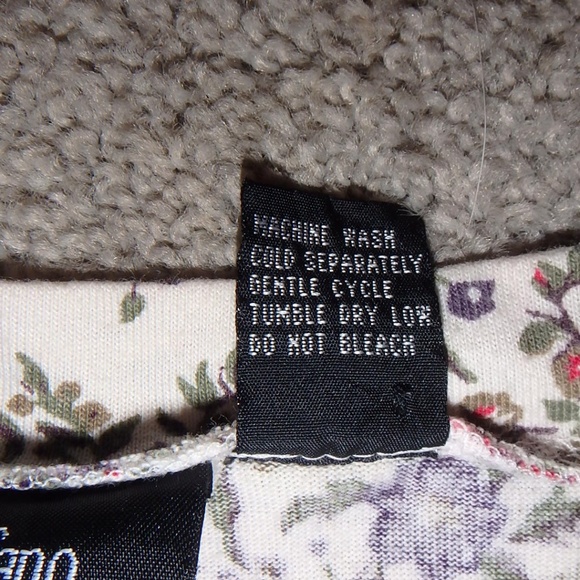 MACHINE WASH
COLD SEPARATELY
GENTLE CYCLE
TUMBLE DRY LOW
DO NOT BLEACH